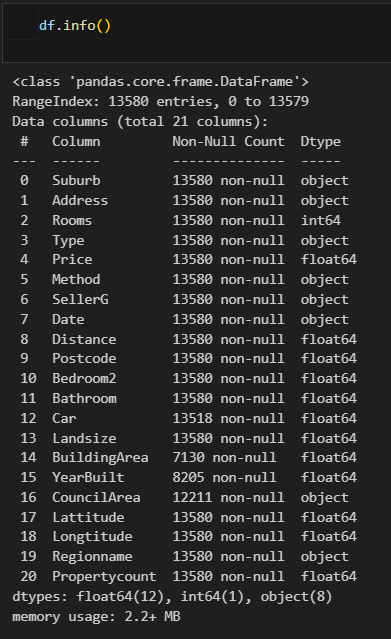 df.info()
<class 'pandas.core.frame.DataFrame'>
RangeIndex: 13580 entries, 0 to 13579
Data columns (total 21 columns):
 #   Column         Non-Null Count  Dtype
---  ------         --------------  -----
 0   Suburb         13580 non-null  object
 1   Address        13580 non-null  object
 2   Rooms          13580 non-null  int64
 3   Type           13580 non-null  object
 4   Price          13580 non-null  float64
 5   Method         13580 non-null  object
 6   SellerG        13580 non-null  object
 7   Date           13580 non-null  object
 8   Distance       13580 non-null  float64
 9   Postcode       13580 non-null  float64
 10  Bedroom2       13580 non-null  float64
 11  Bathroom       13580 non-null  float64
 12  Car            13518 non-null  float64
 13  Landsize       13580 non-null  float64
 14  BuildingArea   7130 non-null   float64
 15  YearBuilt      8205 non-null   float64
 16  CouncilArea    12211 non-null  object
 17  Lattitude      13580 non-null  float64
 18  Longtitude     13580 non-null  float64
 19  Regionname     13580 non-null  object
 20  Propertycount  13580 non-null  float64
dtypes: float64(12), int64(1), object(8)
memory usage: 2.2+ MB